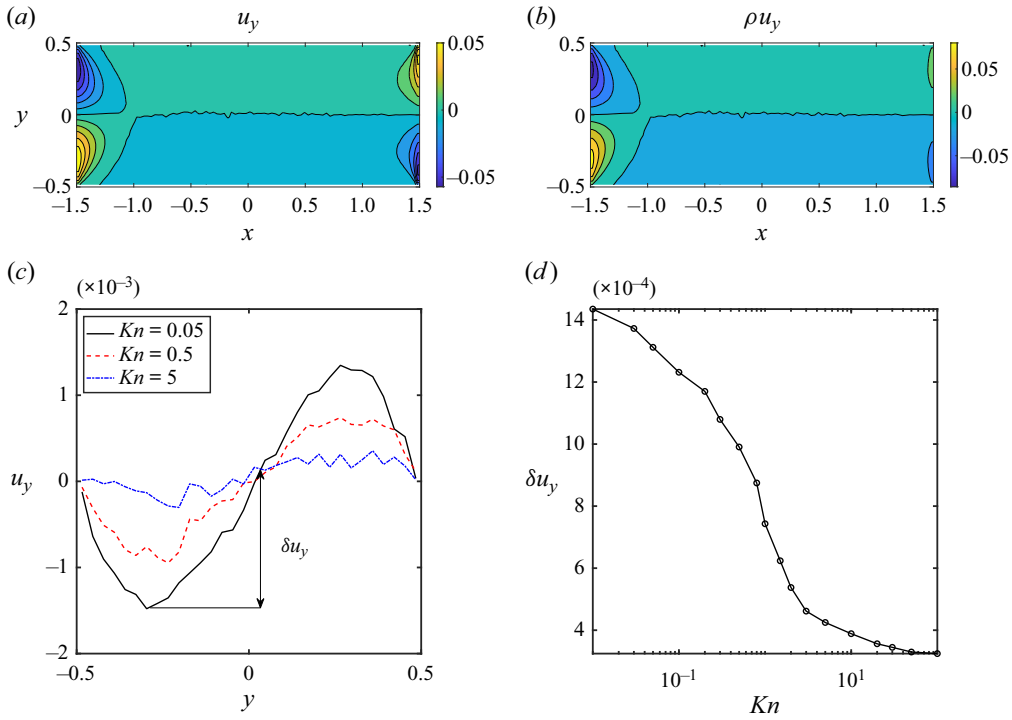 (a) u_y
(b) ρu_y
0.5
y
0
−0.5
−1.5 −1.0 −0.5 0 0.5 1.0 1.5
x
0.05
0
−0.05
0.5
0
−0.5
−1.5 −1.0 −0.5 0 0.5 1.0 1.5
x
0.05
0
−0.05
(c)
(×10⁻³)
2
1
u_y 0
−1
−2
Kn = 0.05
Kn = 0.5
Kn = 5
δu_y
−0.5 0 0.5
y
(d)
(×10⁻⁴)
14
12
10
δu_y
8
6
4
10⁻¹ 10¹
Kn